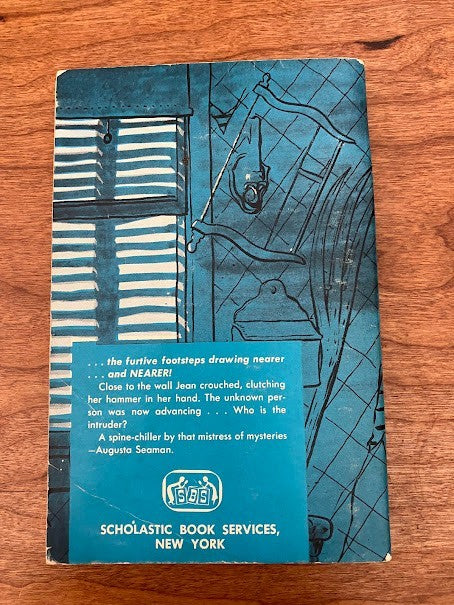 . . . the furtive footsteps drawing nearer
. . . and NEARER!
Close to the wall Jean crouched, clutching
her hammer in her hand. The unknown per-
son was now advancing . . . Who is the
intruder?
A spine-chiller by that mistress of mysteries
—Augusta Seaman.
SBS
SCHOLASTIC BOOK SERVICES,
NEW YORK